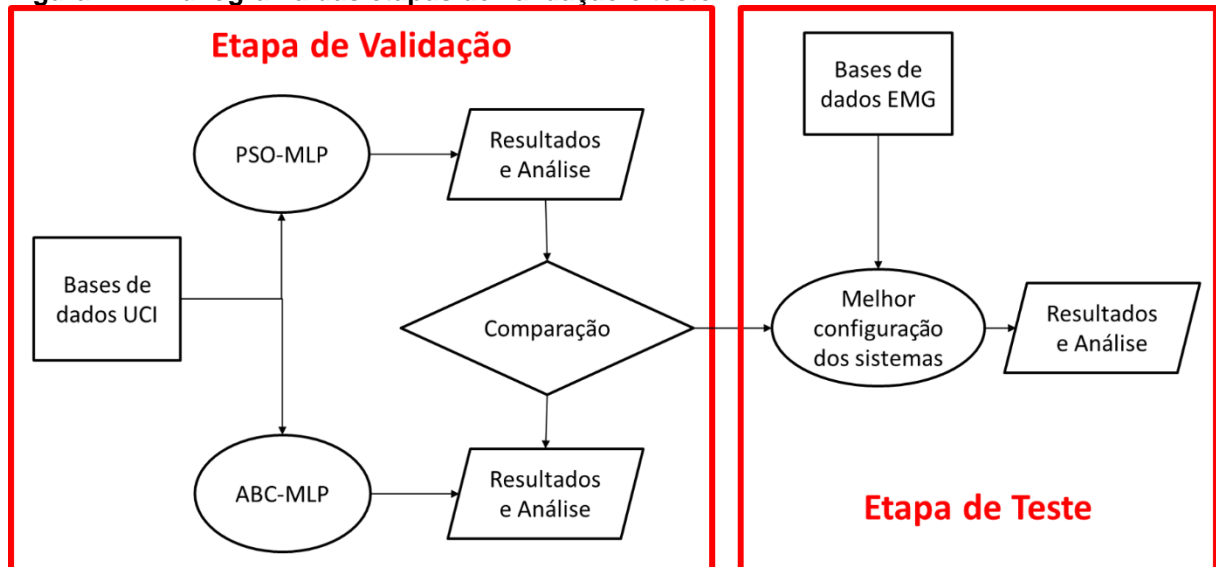 Etapa de Validação
PSO-MLP
Resultados
e Análise
Bases de
dados UCI
Comparação
ABC-MLP
Resultados
e Análise
Bases de
dados EMG
Melhor
configuração
dos sistemas
Resultados
e Análise
Etapa de Teste